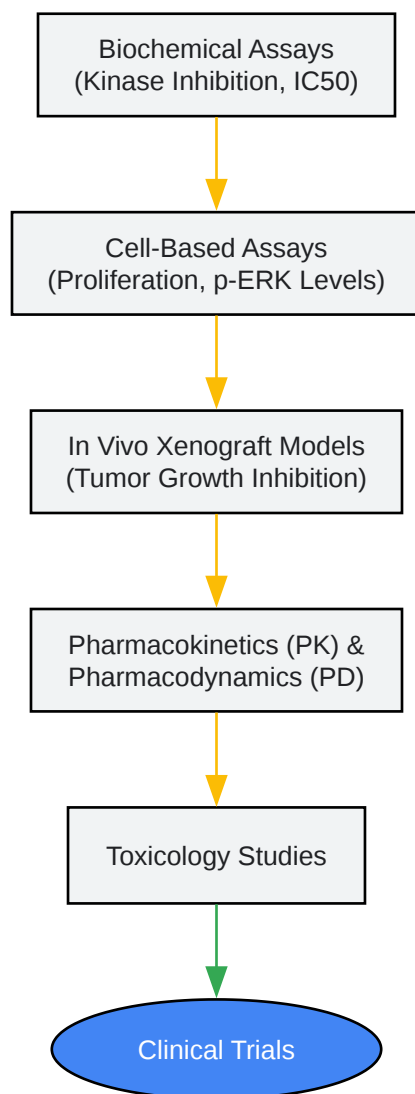 Biochemical Assays
(Kinase Inhibition, IC50)
Cell-Based Assays
(Proliferation, p-ERK Levels)
In Vivo Xenograft Models
(Tumor Growth Inhibition)
Pharmacokinetics (PK) &
Pharmacodynamics (PD)
Toxicology Studies
Clinical Trials